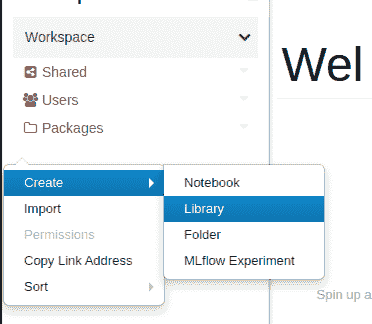 Workspace
Wel
Shared
Users
Packages
Create
Import
Permissions
Copy Link Address
Sort
Notebook
Library
Folder
MLflow Experiment
Spin up a